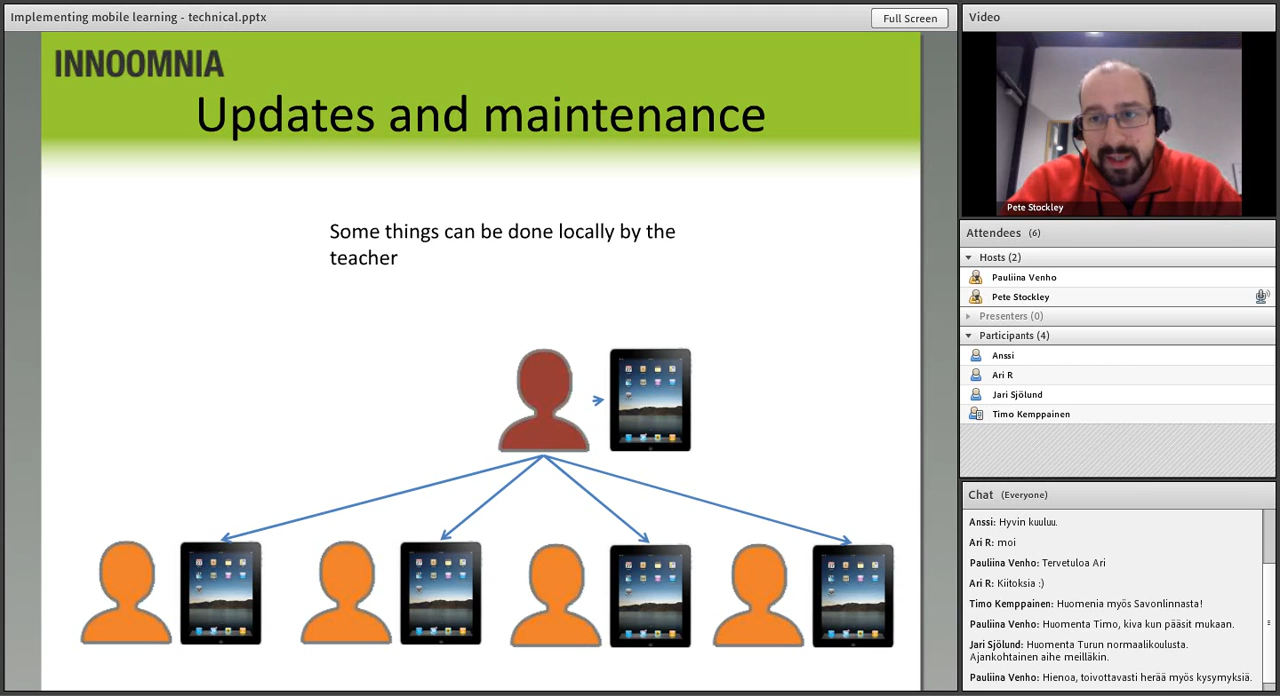 Implementing mobile learning - technical.pptx
Full Screen
INNOOMNIA
Updates and maintenance
Some things can be done locally by the
teacher
Video
Pete Stockley
Attendees (6)
Hosts (2)
Pauliina Venho
Pete Stockley
Presenters (0)
Participants (4)
Anssi
Ari R
Jari Sjölund
Timo Kemppainen
Chat (Everyone)
Anssi: Hyvin kuuluu.
Ari R: moi
Pauliina Venho: Tervetuloa Ari
Ari R: Kiitoksia :)
Timo Kemppainen: Huomenia myös Savonlinnasta!
Pauliina Venho: Huomenta Timo, kiva kun pääsit mukaan.
Jari Sjölund: Huomenta Turun normaalikoulusta.
Ajankohtainen aihe meilläkin.
Pauliina Venho: Hienoa, toivottavasti herää myös kysymyksiä.